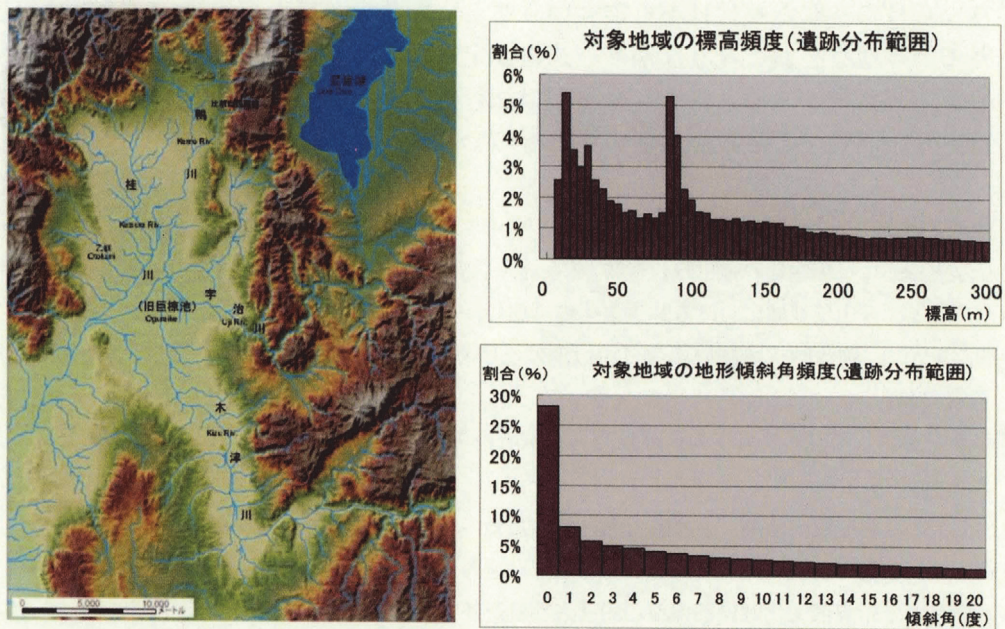 比叡山
琵琶湖
鴨
Kamo Riv.
川
桂
Katsura Riv.
乙訓
Otokuni
川
宇
(旧巨椋池)
治
Oguraike
Uji Riv.
川
木
Kizu Riv.
津
川
0 5,000 10,000
メートル
対象地域の標高頻度(遺跡分布範囲)
割合(%)
6%
5%
4%
3%
2%
1%
0%
0 50 100 150 200 250 300
標高(m)
対象地域の地形傾斜角頻度(遺跡分布範囲)
割合(%)
30%
25%
20%
15%
10%
5%
0%
0 1 2 3 4 5 6 7 8 9 10 11 12 13 14 15 16 17 18 19 20
傾斜角(度)